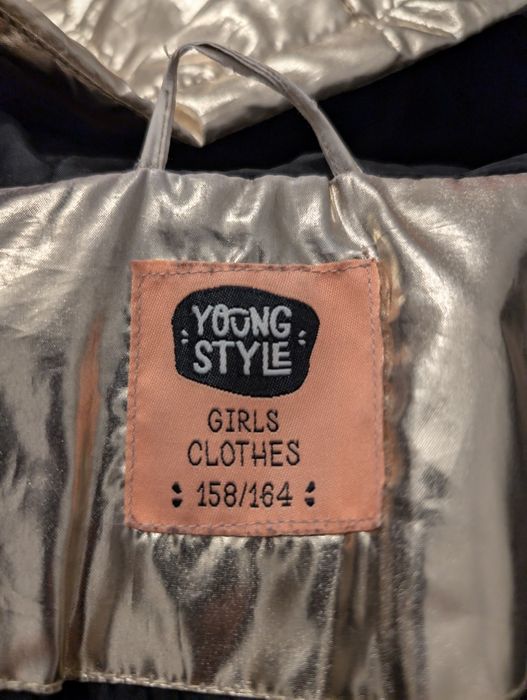 YOUNG
STYLE
GIRLS
CLOTHES
158/164